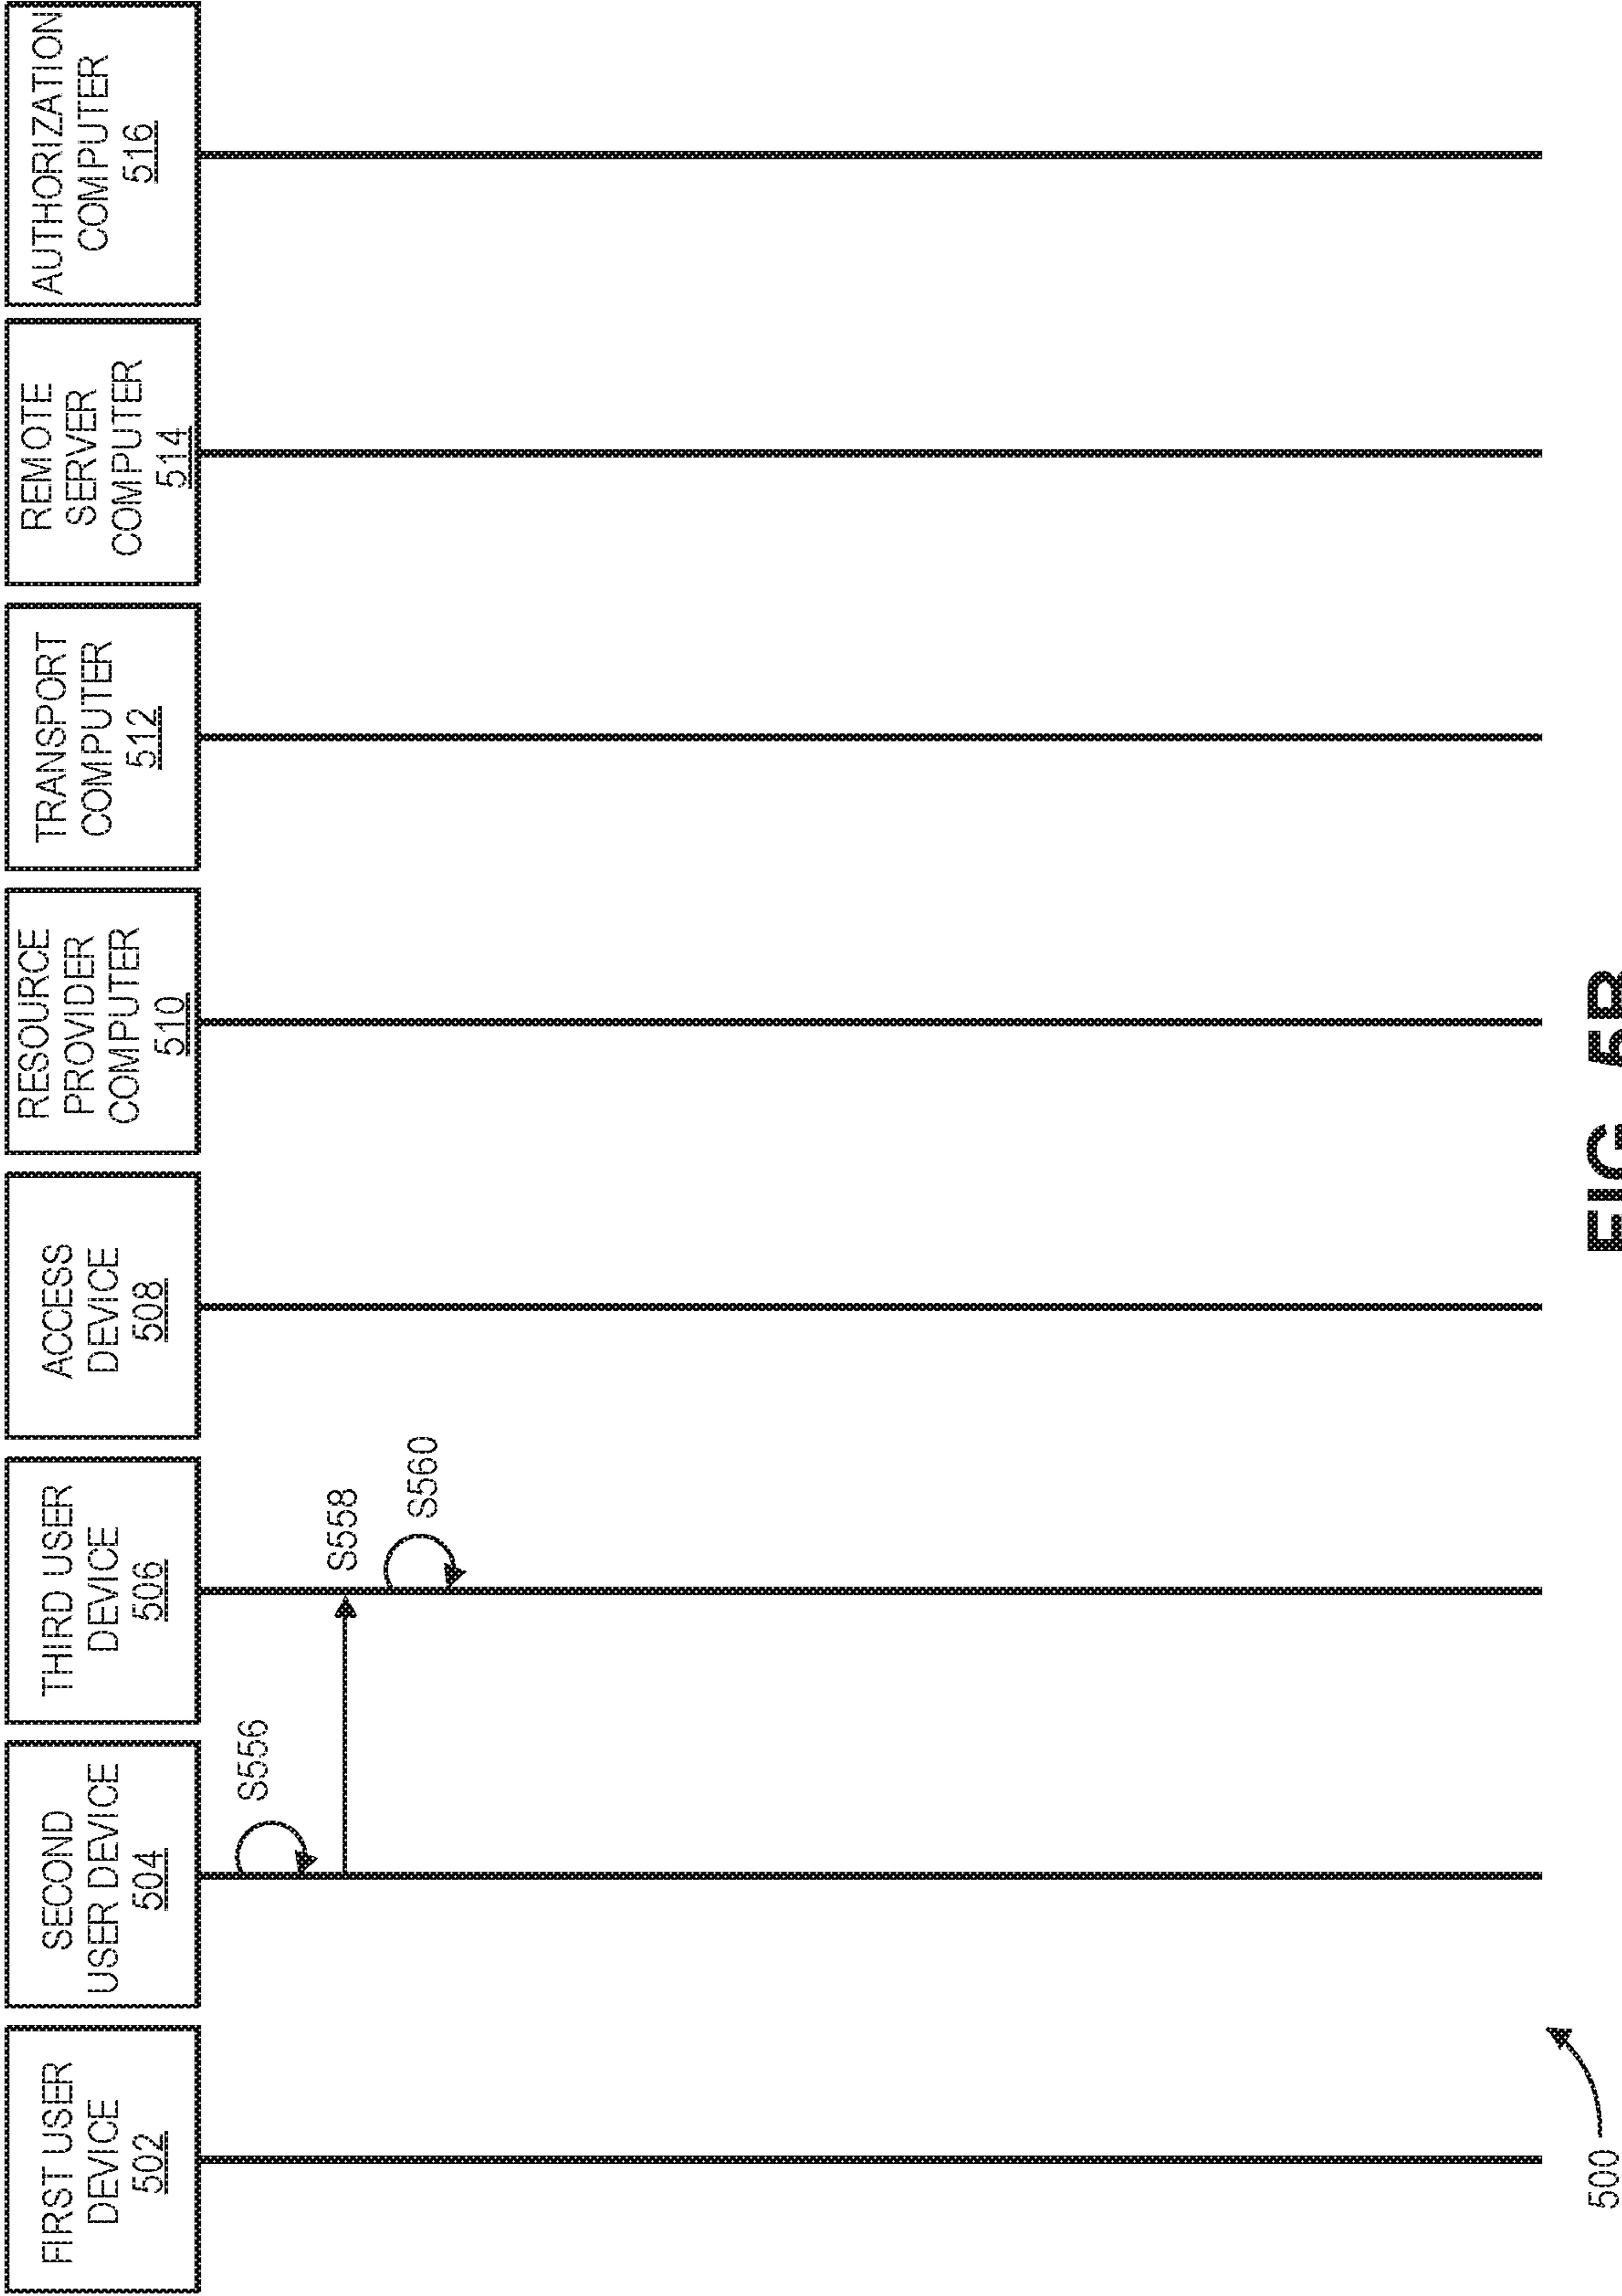 FIRST USER
DEVICE
502
SECOND
USER DEVICE
504
THIRD USER
DEVICE
506
ACCESS
DEVICE
508
RESOURCE
PROVIDER
COMPUTER
510
TRANSPORT
COMPUTER
512
REMOTE
SERVER
COMPUTER
514
AUTHORIZATION
COMPUTER
516
S556
S558
S560
500
FIG. 5B